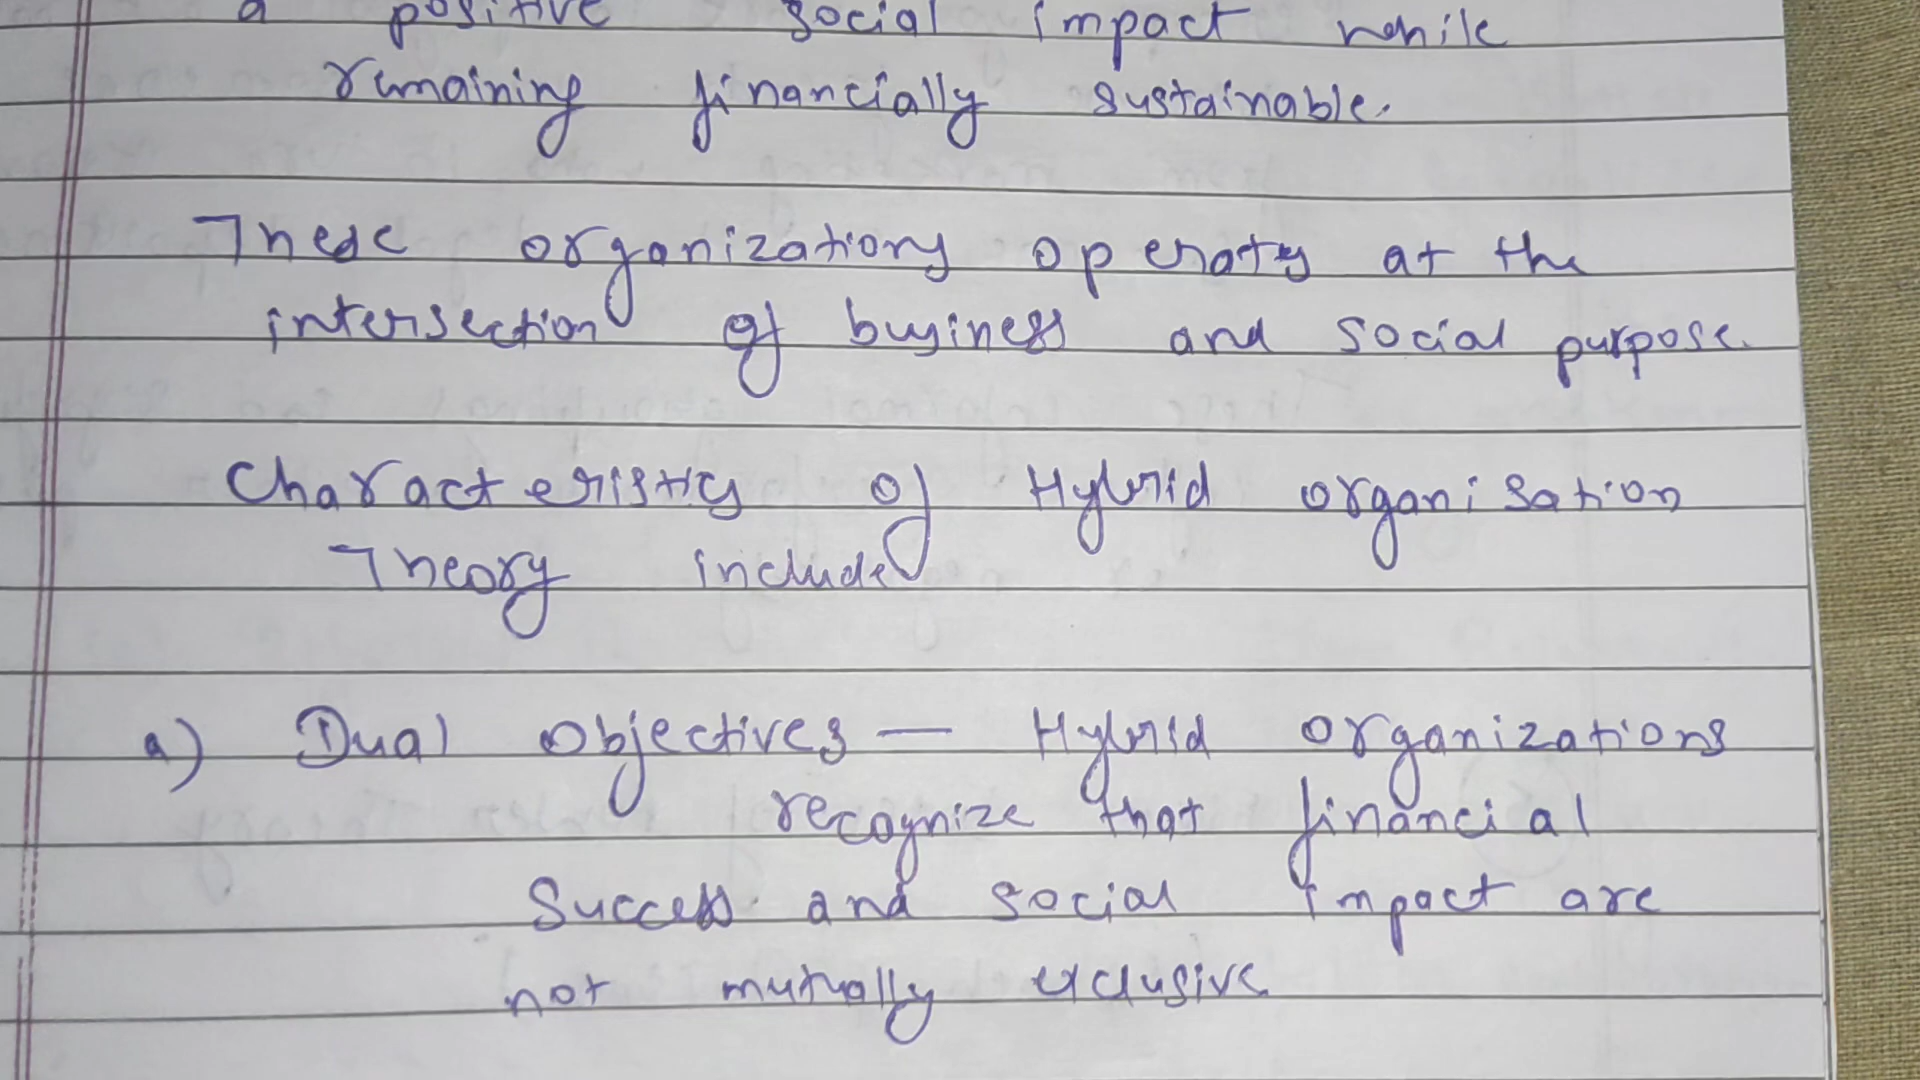 a positive social impact while
remaining financially sustainable.
These organizations operates at the
intersection of business and social purpose.
Characteristics of Hybrid organisation
Theory include
a) Dual Objectives — Hybrid organizations
recognize that financial
Success and social impact are
not mutually exclusive